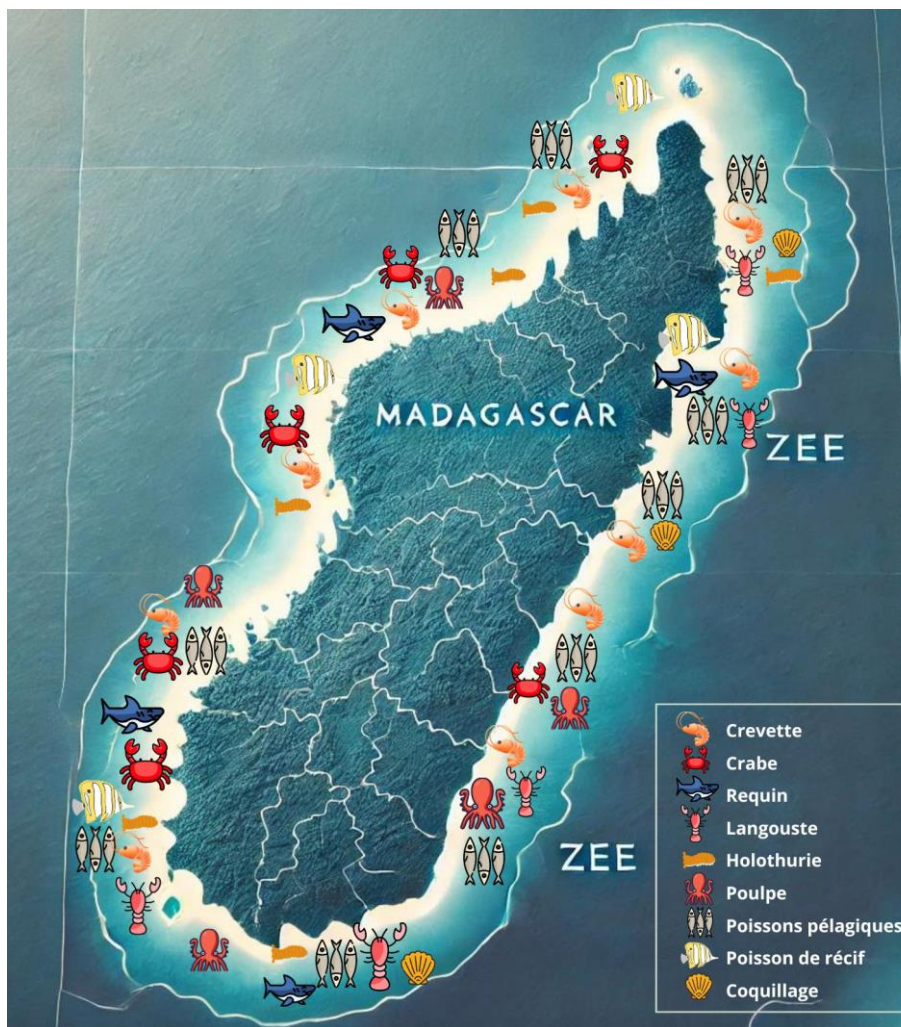 MADAGASCAR
ZEE
ZEE
Crevette
Crabe
Requin
Langouste
Holothurie
Poulpe
Poissons pélagiques
Poisson de récif
Coquillage